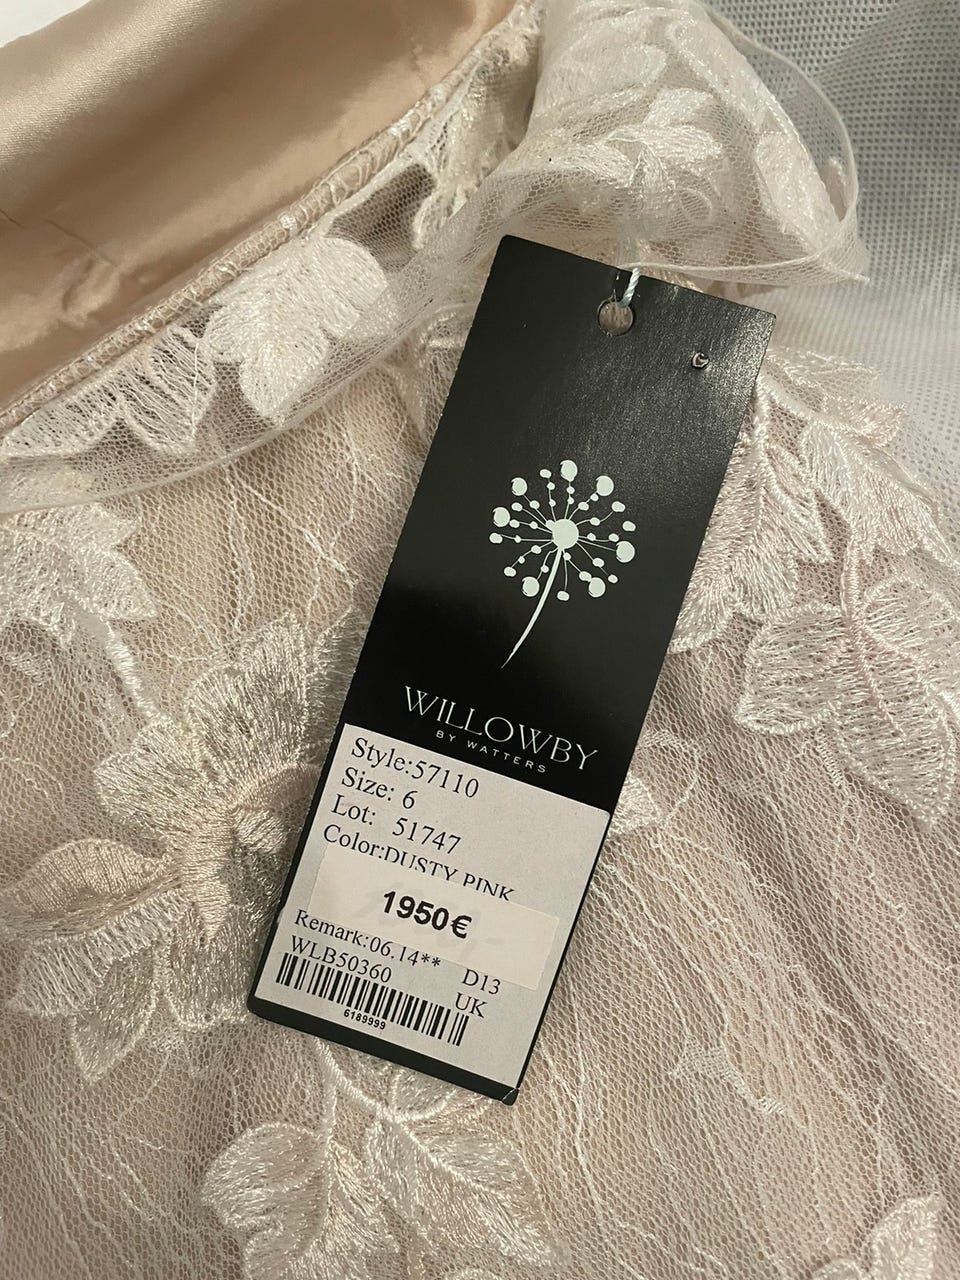 G
WILLOWBY
BY WATTERS
Style:57110
Size: 6
Lot: 51747
Color:DUSTY PINK
1950€
Remark:06.14** D13
WLB50360 UK
6189999